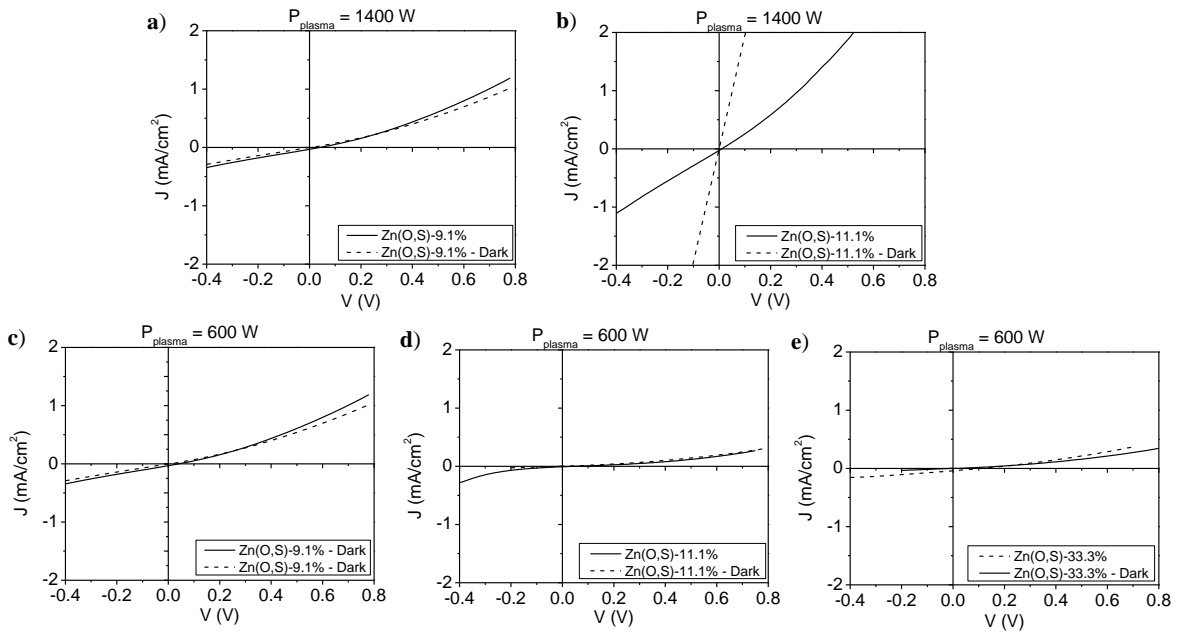 a)
P_plasma = 1400 W
J (mA/cm²)
2
1
0
-1
-2
-0.4 -0.2 0.0 0.2 0.4 0.6 0.8
V (V)
Zn(O,S)-9.1%
Zn(O,S)-9.1% - Dark
b)
P_plasma = 1400 W
J (mA/cm²)
2
1
0
-1
-2
-0.4 -0.2 0.0 0.2 0.4 0.6 0.8
V (V)
Zn(O,S)-11.1%
Zn(O,S)-11.1% - Dark
c)
P_plasma = 600 W
J (mA/cm²)
2
1
0
-1
-2
-0.4 -0.2 0.0 0.2 0.4 0.6 0.8
V (V)
Zn(O,S)-9.1% - Dark
Zn(O,S)-9.1% - Dark
d)
P_plasma = 600 W
J (mA/cm²)
2
1
0
-1
-2
-0.4 -0.2 0.0 0.2 0.4 0.6 0.8
V (V)
Zn(O,S)-11.1%
Zn(O,S)-11.1% - Dark
e)
P_plasma = 600 W
J (mA/cm²)
2
1
0
-1
-2
-0.4 -0.2 0.0 0.2 0.4 0.6 0.8
V (V)
Zn(O,S)-33.3%
Zn(O,S)-33.3% - Dark